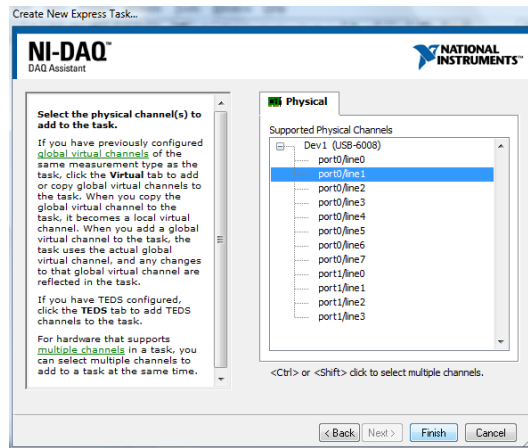 Create New Express Task...
NI-DAQ™
DAQ Assistant
NATIONAL
INSTRUMENTS™
Select the physical channel(s) to
add to the task.
If you have previously configured
global virtual channels of the
same measurement type as the
task, click the Virtual tab to add
or copy global virtual channels to
the task. When you copy the
global virtual channel to the
task, it becomes a local virtual
channel. When you add a global
virtual channel to the task, the
task uses the actual global
virtual channel, and any changes
to that global virtual channel are
reflected in the task.
If you have TEDS configured,
click the TEDS tab to add TEDS
channels to the task.
For hardware that supports
multiple channels in a task, you
can select multiple channels to
add to a task at the same time.
Physical
Supported Physical Channels
Dev1 (USB-6008)
port0/line0
port0/line1
port0/line2
port0/line3
port0/line4
port0/line5
port0/line6
port0/line7
port1/line0
port1/line1
port1/line2
port1/line3
<Ctrl> or <Shift> click to select multiple channels.
< Back Next > Finish Cancel